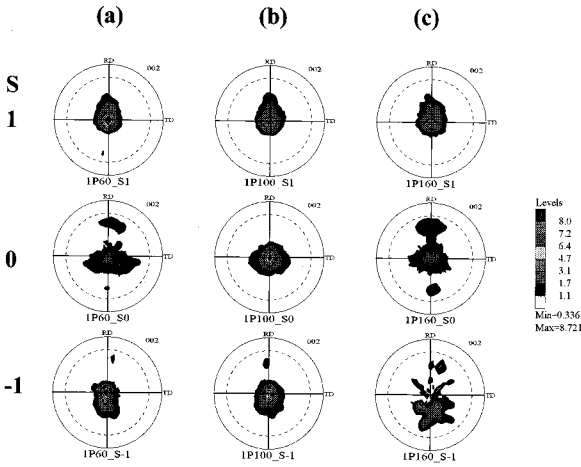 (a) (b) (c)
S
RD 002 RD 002 RD 002
1 TD TD TD
1P60_S1 1P100_S1 1P160_S1
RD 002 RD 002 RD 002
0 TD TD TD
1P60_S0 1P100_S0 1P160_S0
RD 002 RD 002 RD 002
-1 TD TD TD
1P60_S-1 1P100_S-1 1P160_S-1
Levels
8.0
7.2
6.4
4.7
3.1
1.7
1.1
Min=0.336
Max=8.721